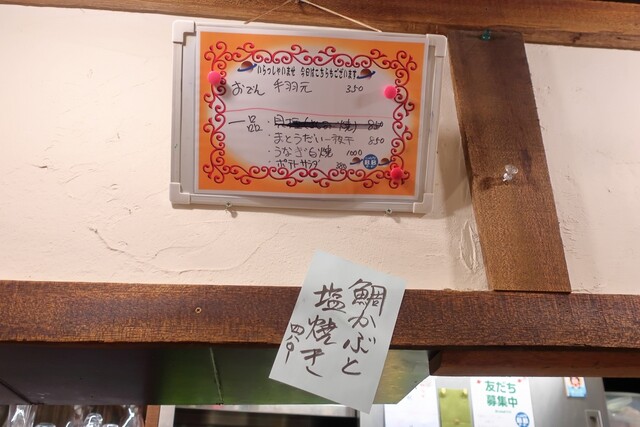 いらっしゃいませ 今日はこちらもございます
おでん 手羽元 350
一品
・まとうだい一夜干 850
・うなぎ白焼 1000
・ポテトサラダ
鯛かぶと
塩焼き
友だち
募集中